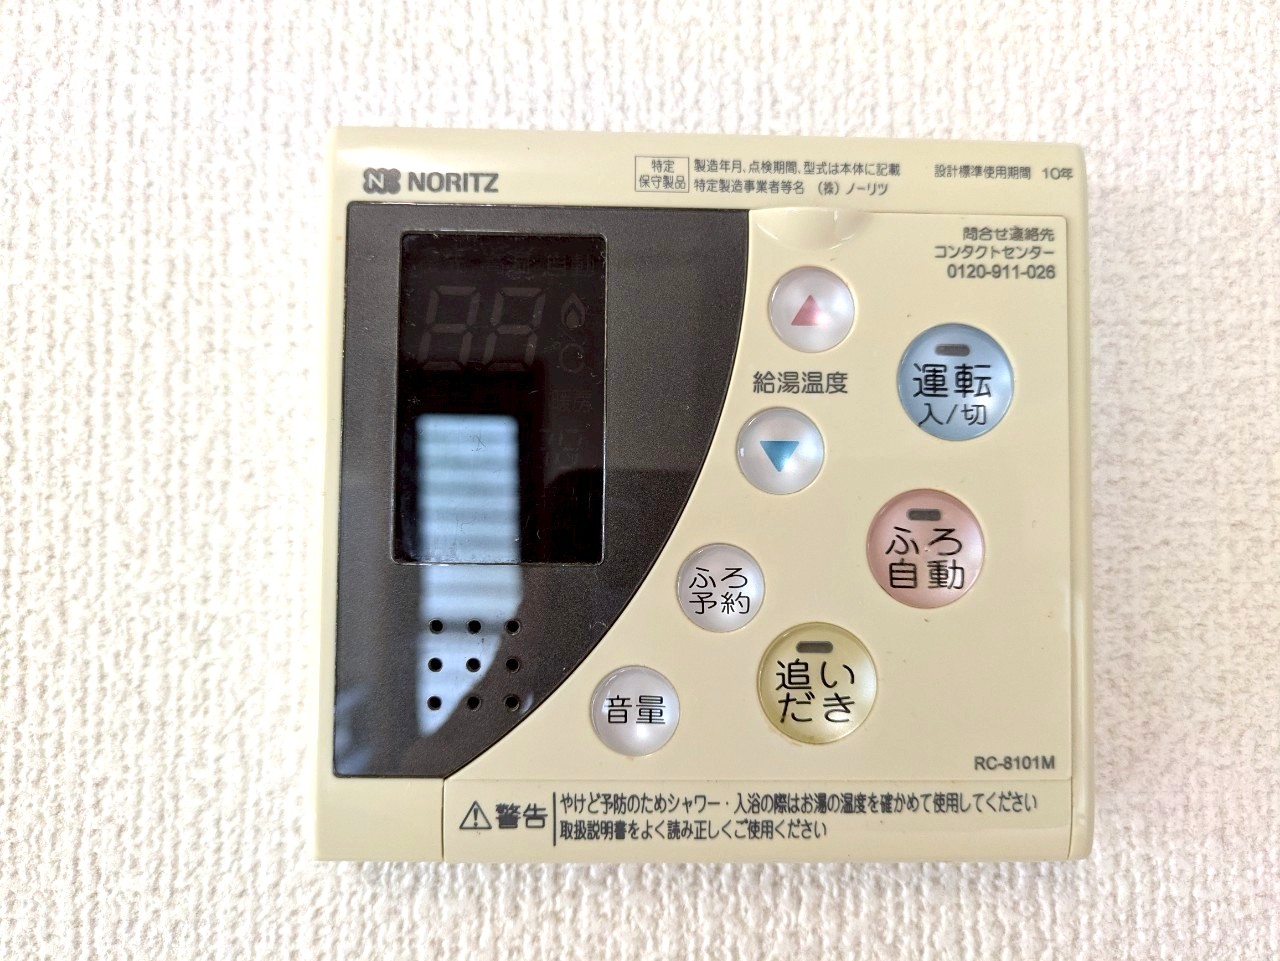 NORITZ
特定
保守製品
製造年月、点検期間、型式は本体に記載
特定製造事業者等名 (株)ノーリツ
設計標準使用期間 10年
問合せ連絡先
コンタクトセンター
0120-911-026
給湯温度
運転
入/切
ふろ
自動
ふろ
予約
追い
だき
音量
RC-8101M
警告
やけど予防のためシャワー・入浴の際はお湯の温度を確かめて使用してください
取扱説明書をよく読み正しくご使用ください